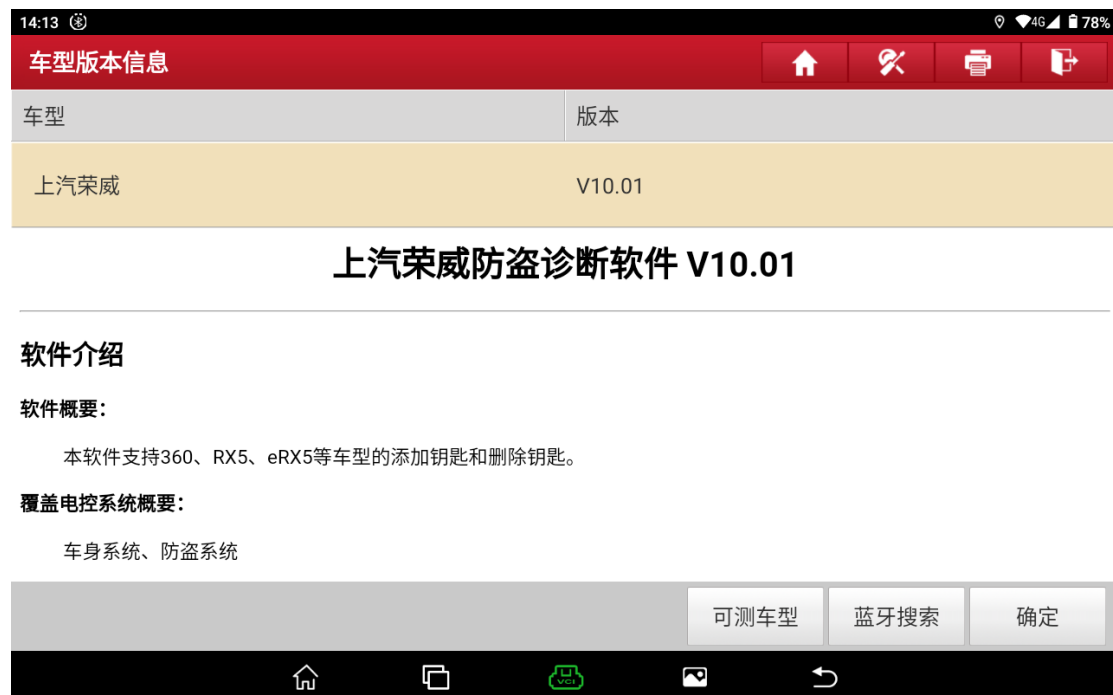 14:13 4G 78%
车型版本信息
车型 版本
上汽荣威 V10.01
上汽荣威防盗诊断软件 V10.01
软件介绍
软件概要：
本软件支持360、RX5、eRX5等车型的添加钥匙和删除钥匙。
覆盖电控系统概要：
车身系统、防盗系统
可测车型 蓝牙搜索 确定
VCI